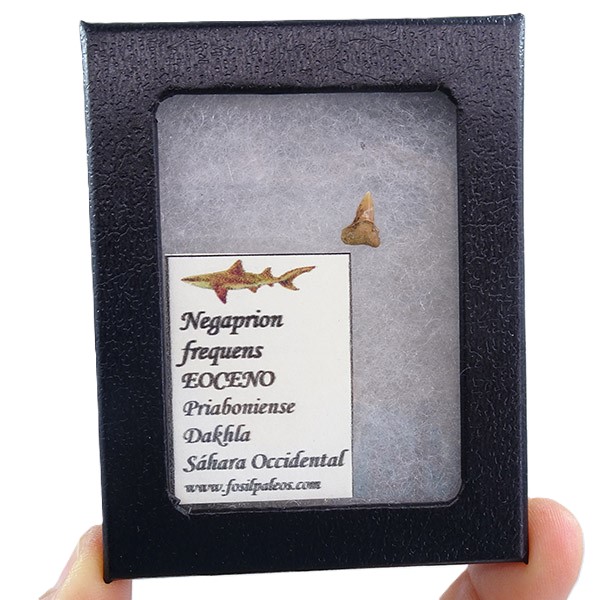 Negaprion
frequens
EOCENO
Priaboniense
Dakhla
Sáhara Occidental
www.fosilpaleos.com